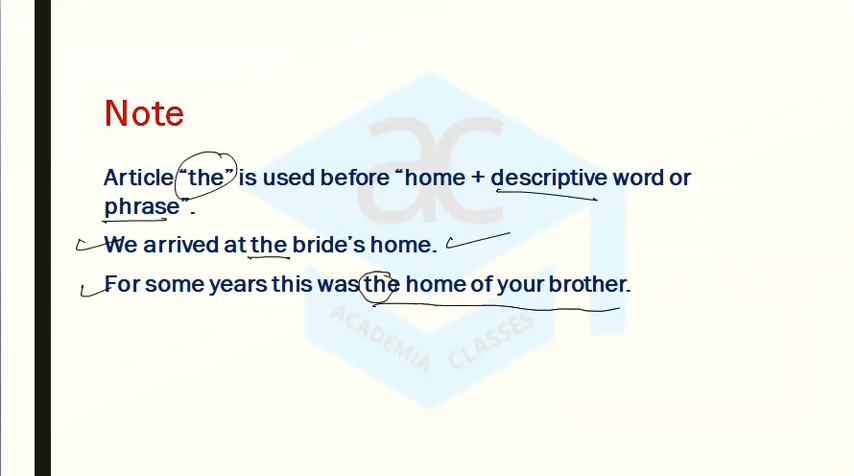 Note
Article “the” is used before “home + descriptive word or
phrase”.
We arrived at the bride’s home.
For some years this was the home of your brother.
ac
ACADEMIA CLASSES